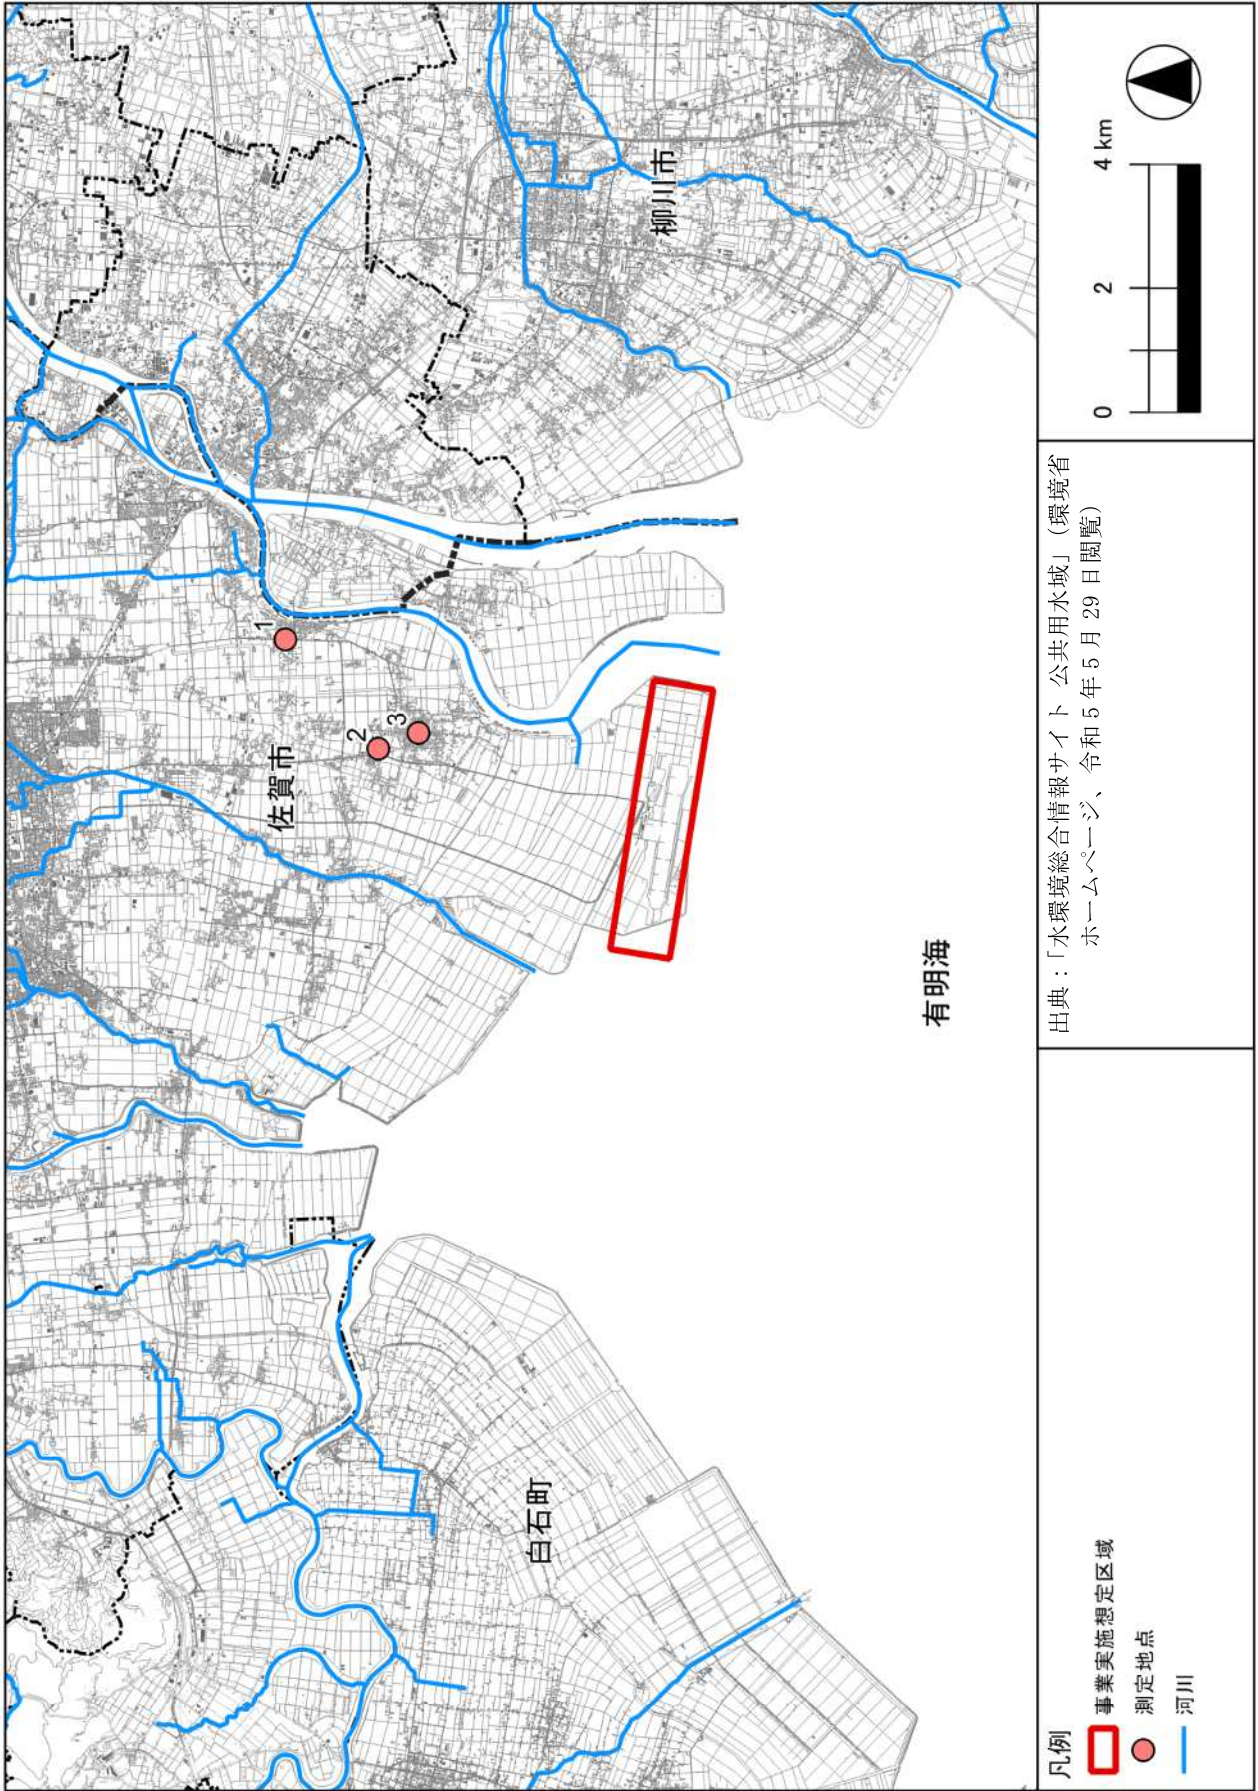 佐賀市
柳川市
白石町
有明海
1
2
3
凡例
事業実施想定区域
測定地点
河川
出典：「水環境総合情報サイト 公共用水域」（環境省
ホームページ、令和5年5月29日閲覧）
0 2 4 km